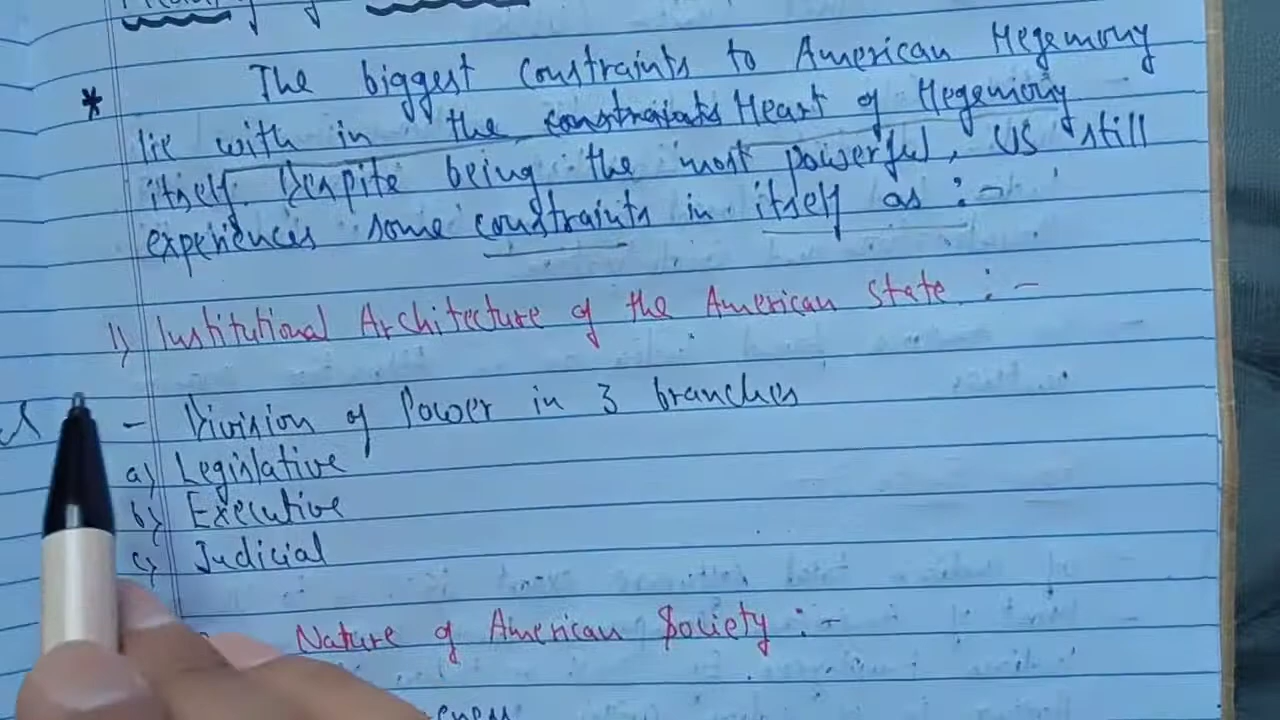 * The biggest constraints to American Hegemony
lie with in the constraints Heart of Hegemony
itself. Despite being the most powerful, US still
experiences some constraints in itself as :-
1) Institutional Architecture of the American State :-
- Division of Power in 3 branches
a) Legislative
b) Executive
c) Judicial
Nature of American Society :-